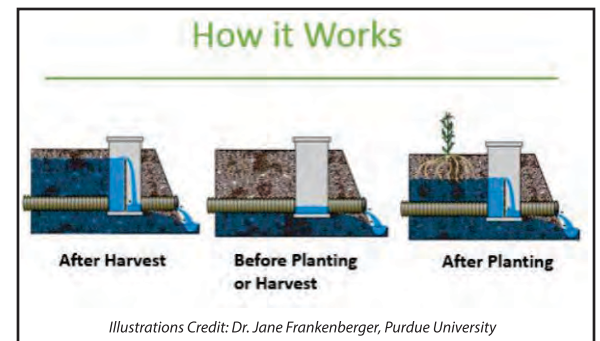 How it Works
After Harvest
Before Planting
or Harvest
After Planting
Illustrations Credit: Dr. Jane Frankenberger, Purdue University